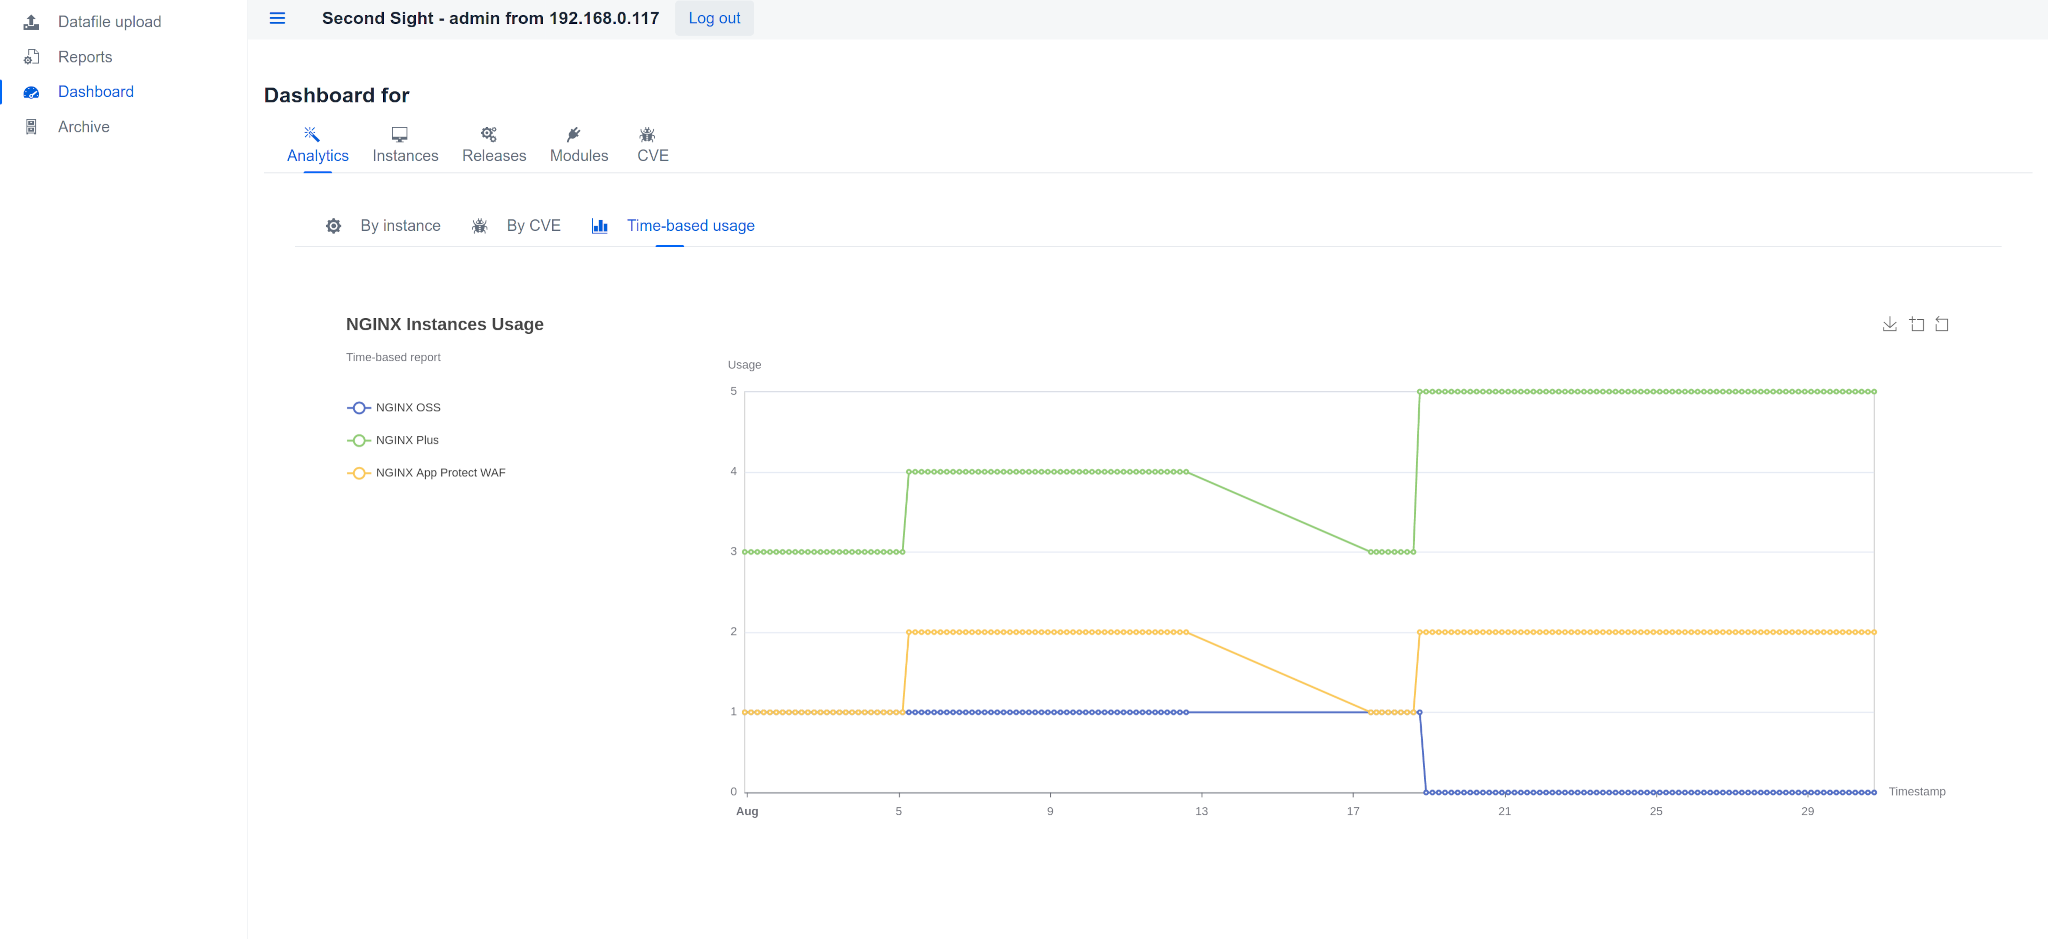 Datafile upload
Reports
Dashboard
Archive
Second Sight - admin from 192.168.0.117
Log out
Dashboard for
Analytics
Instances
Releases
Modules
CVE
By instance
By CVE
Time-based usage
NGINX Instances Usage
Time-based report
NGINX OSS
NGINX Plus
NGINX App Protect WAF
Usage
5
4
3
2
1
0
Timestamp
Aug 5 9 13 17 21 25 29